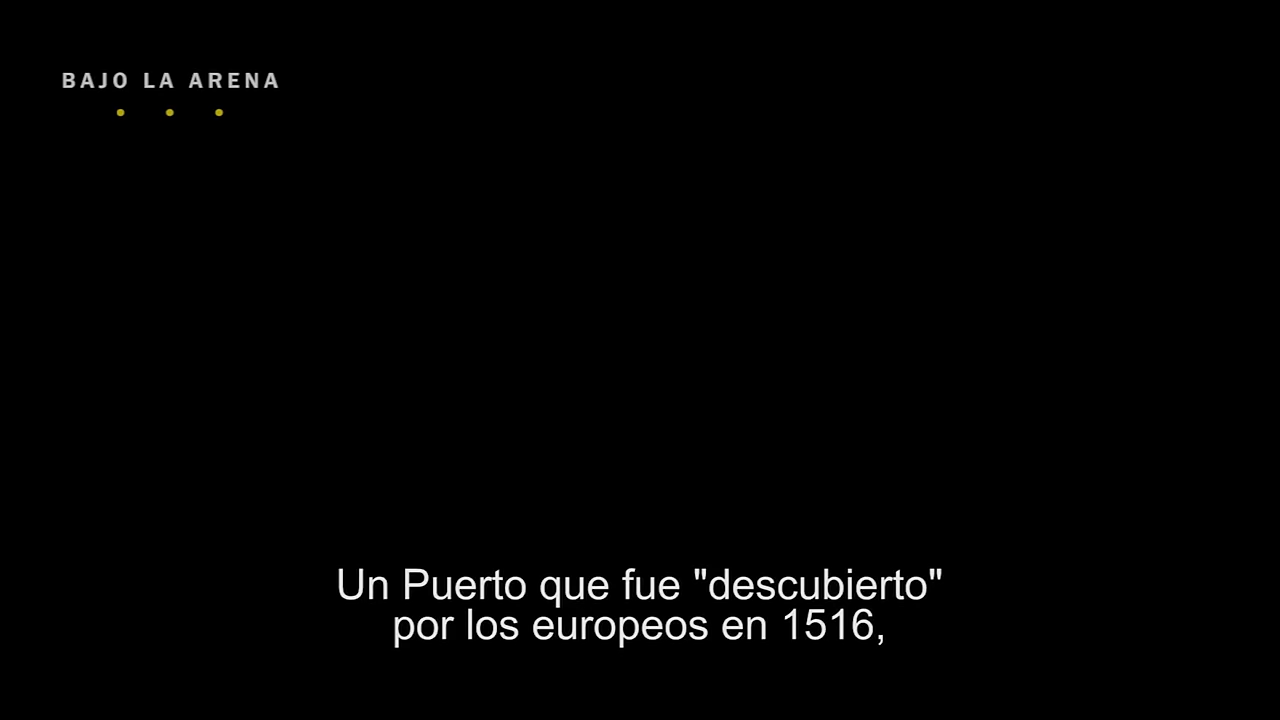 BAJO LA ARENA
Un Puerto que fue "descubierto"
por los europeos en 1516,